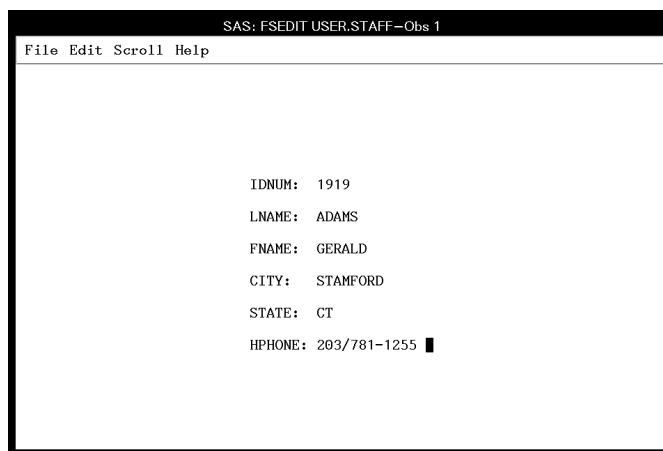 SAS: FSEDIT USER.STAFF–Obs 1
File Edit Scroll Help
IDNUM: 1919
LNAME: ADAMS
FNAME: GERALD
CITY: STAMFORD
STATE: CT
HPHONE: 203/781-1255